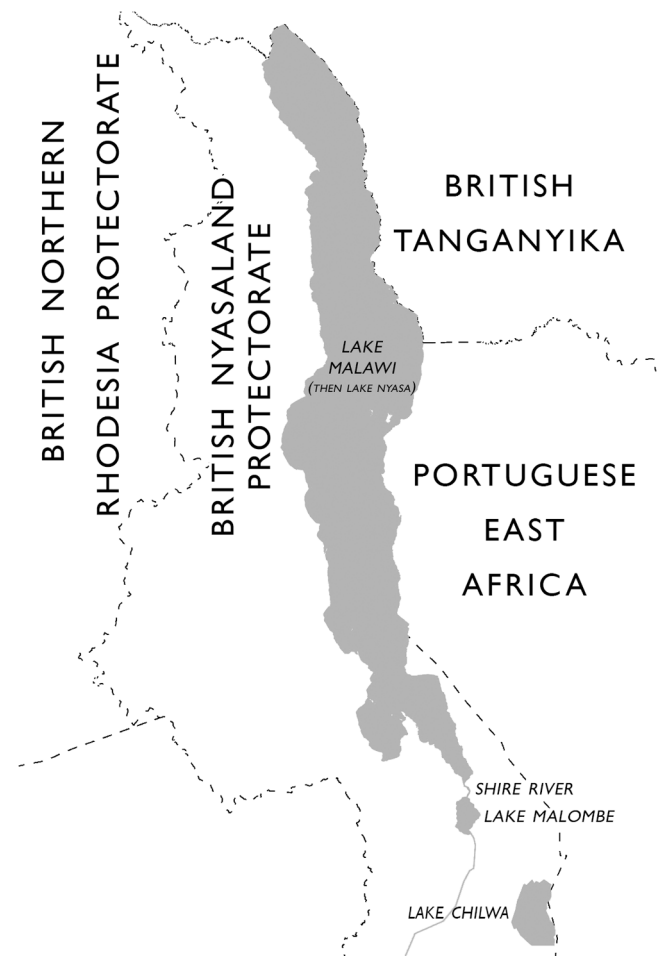 BRITISH NORTHERN
RHODESIA PROTECTORATE
BRITISH NYASALAND
PROTECTORATE
BRITISH
TANGANYIKA
LAKE
MALAWI
(THEN LAKE NYASA)
PORTUGUESE
EAST
AFRICA
SHIRE RIVER
LAKE MALOMBE
LAKE CHILWA